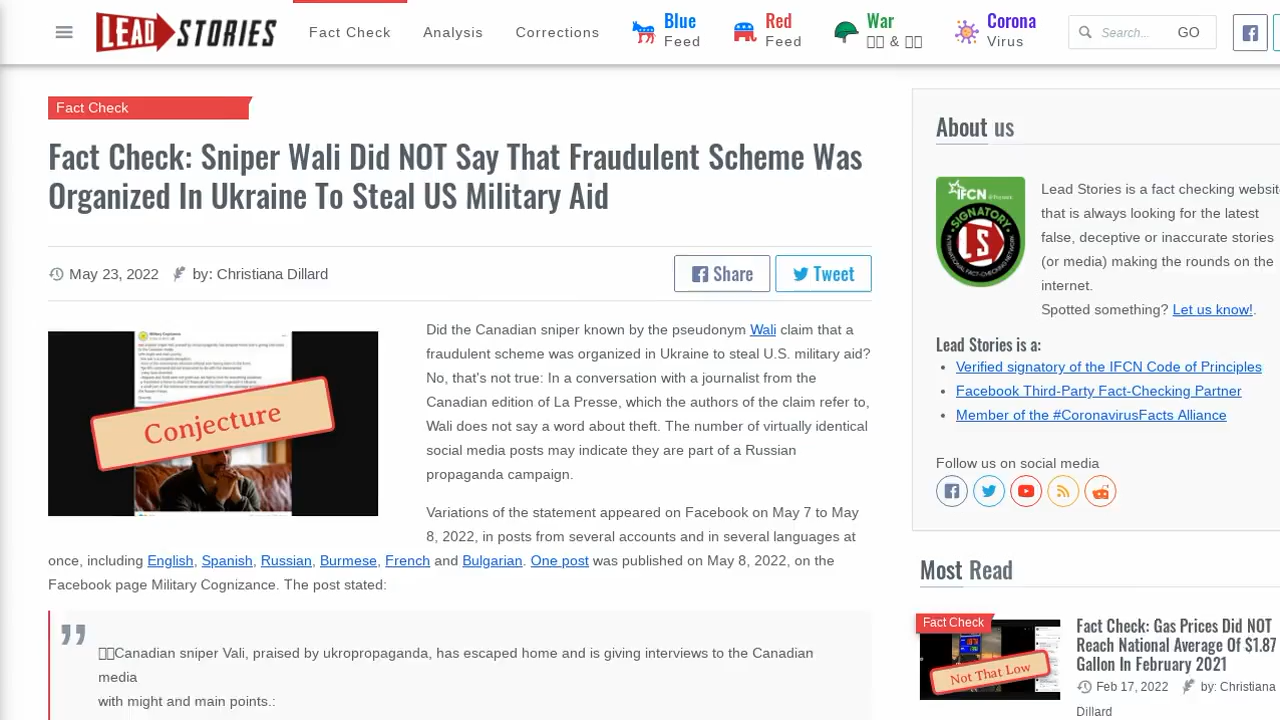 LEAD STORIES
Fact Check
Analysis
Corrections
Blue
Feed
Red
Feed
War
&
Corona
Virus
Search...
GO
Fact Check
Fact Check: Sniper Wali Did NOT Say That Fraudulent Scheme Was
Organized In Ukraine To Steal US Military Aid
May 23, 2022 by: Christiana Dillard
Share
Tweet
Conjecture
Did the Canadian sniper known by the pseudonym Wali claim that a
fraudulent scheme was organized in Ukraine to steal U.S. military aid?
No, that's not true: In a conversation with a journalist from the
Canadian edition of La Presse, which the authors of the claim refer to,
Wali does not say a word about theft. The number of virtually identical
social media posts may indicate they are part of a Russian
propaganda campaign.
Variations of the statement appeared on Facebook on May 7 to May
8, 2022, in posts from several accounts and in several languages at
once, including English, Spanish, Russian, Burmese, French and Bulgarian. One post was published on May 8, 2022, on the
Facebook page Military Cognizance. The post stated:
Canadian sniper Vali, praised by ukropropaganda, has escaped home and is giving interviews to the Canadian
media
with might and main points.:
About us
IFCN
SIGNATORY
Lead Stories is a fact checking website
that is always looking for the latest
false, deceptive or inaccurate stories
(or media) making the rounds on the
internet.
Spotted something? Let us know!.
Lead Stories is a:
Verified signatory of the IFCN Code of Principles
Facebook Third-Party Fact-Checking Partner
Member of the #CoronavirusFacts Alliance
Follow us on social media
Most Read
Fact Check
Not That Low
Fact Check: Gas Prices Did NOT
Reach National Average Of $1.87
Gallon In February 2021
Feb 17, 2022 by: Christiana
Dillard